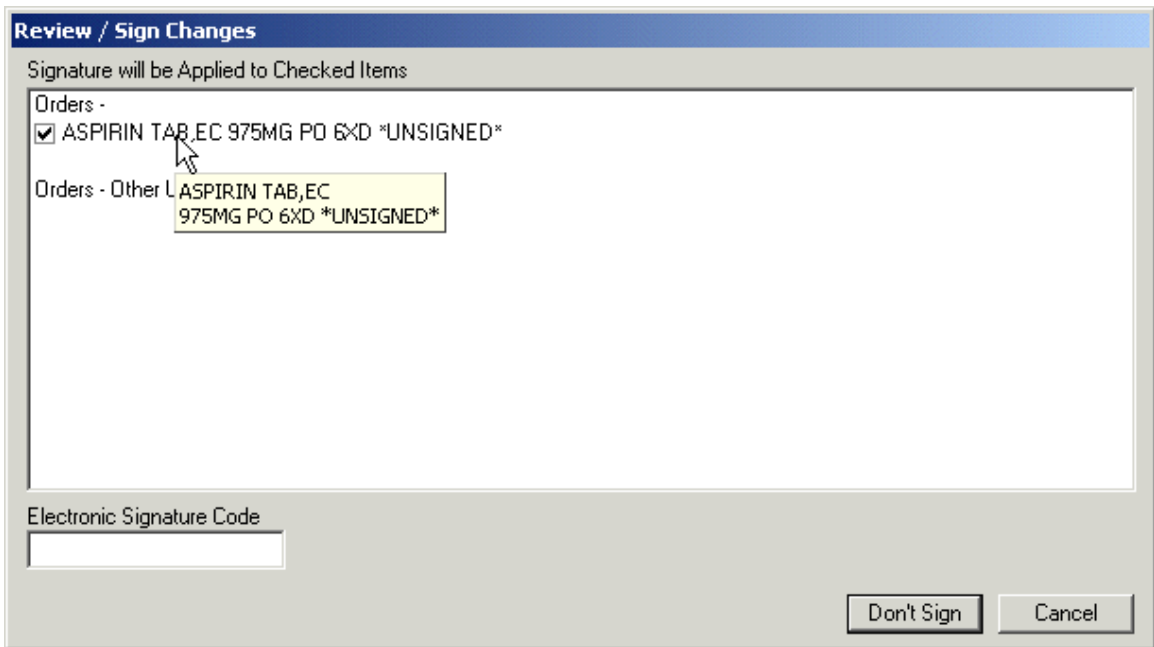 Review / Sign Changes
Signature will be Applied to Checked Items
Orders -
ASPIRIN TAB,EC 975MG PO 6XD *UNSIGNED*
Orders - Other
ASPIRIN TAB,EC
975MG PO 6XD *UNSIGNED*
Electronic Signature Code
Don't Sign
Cancel